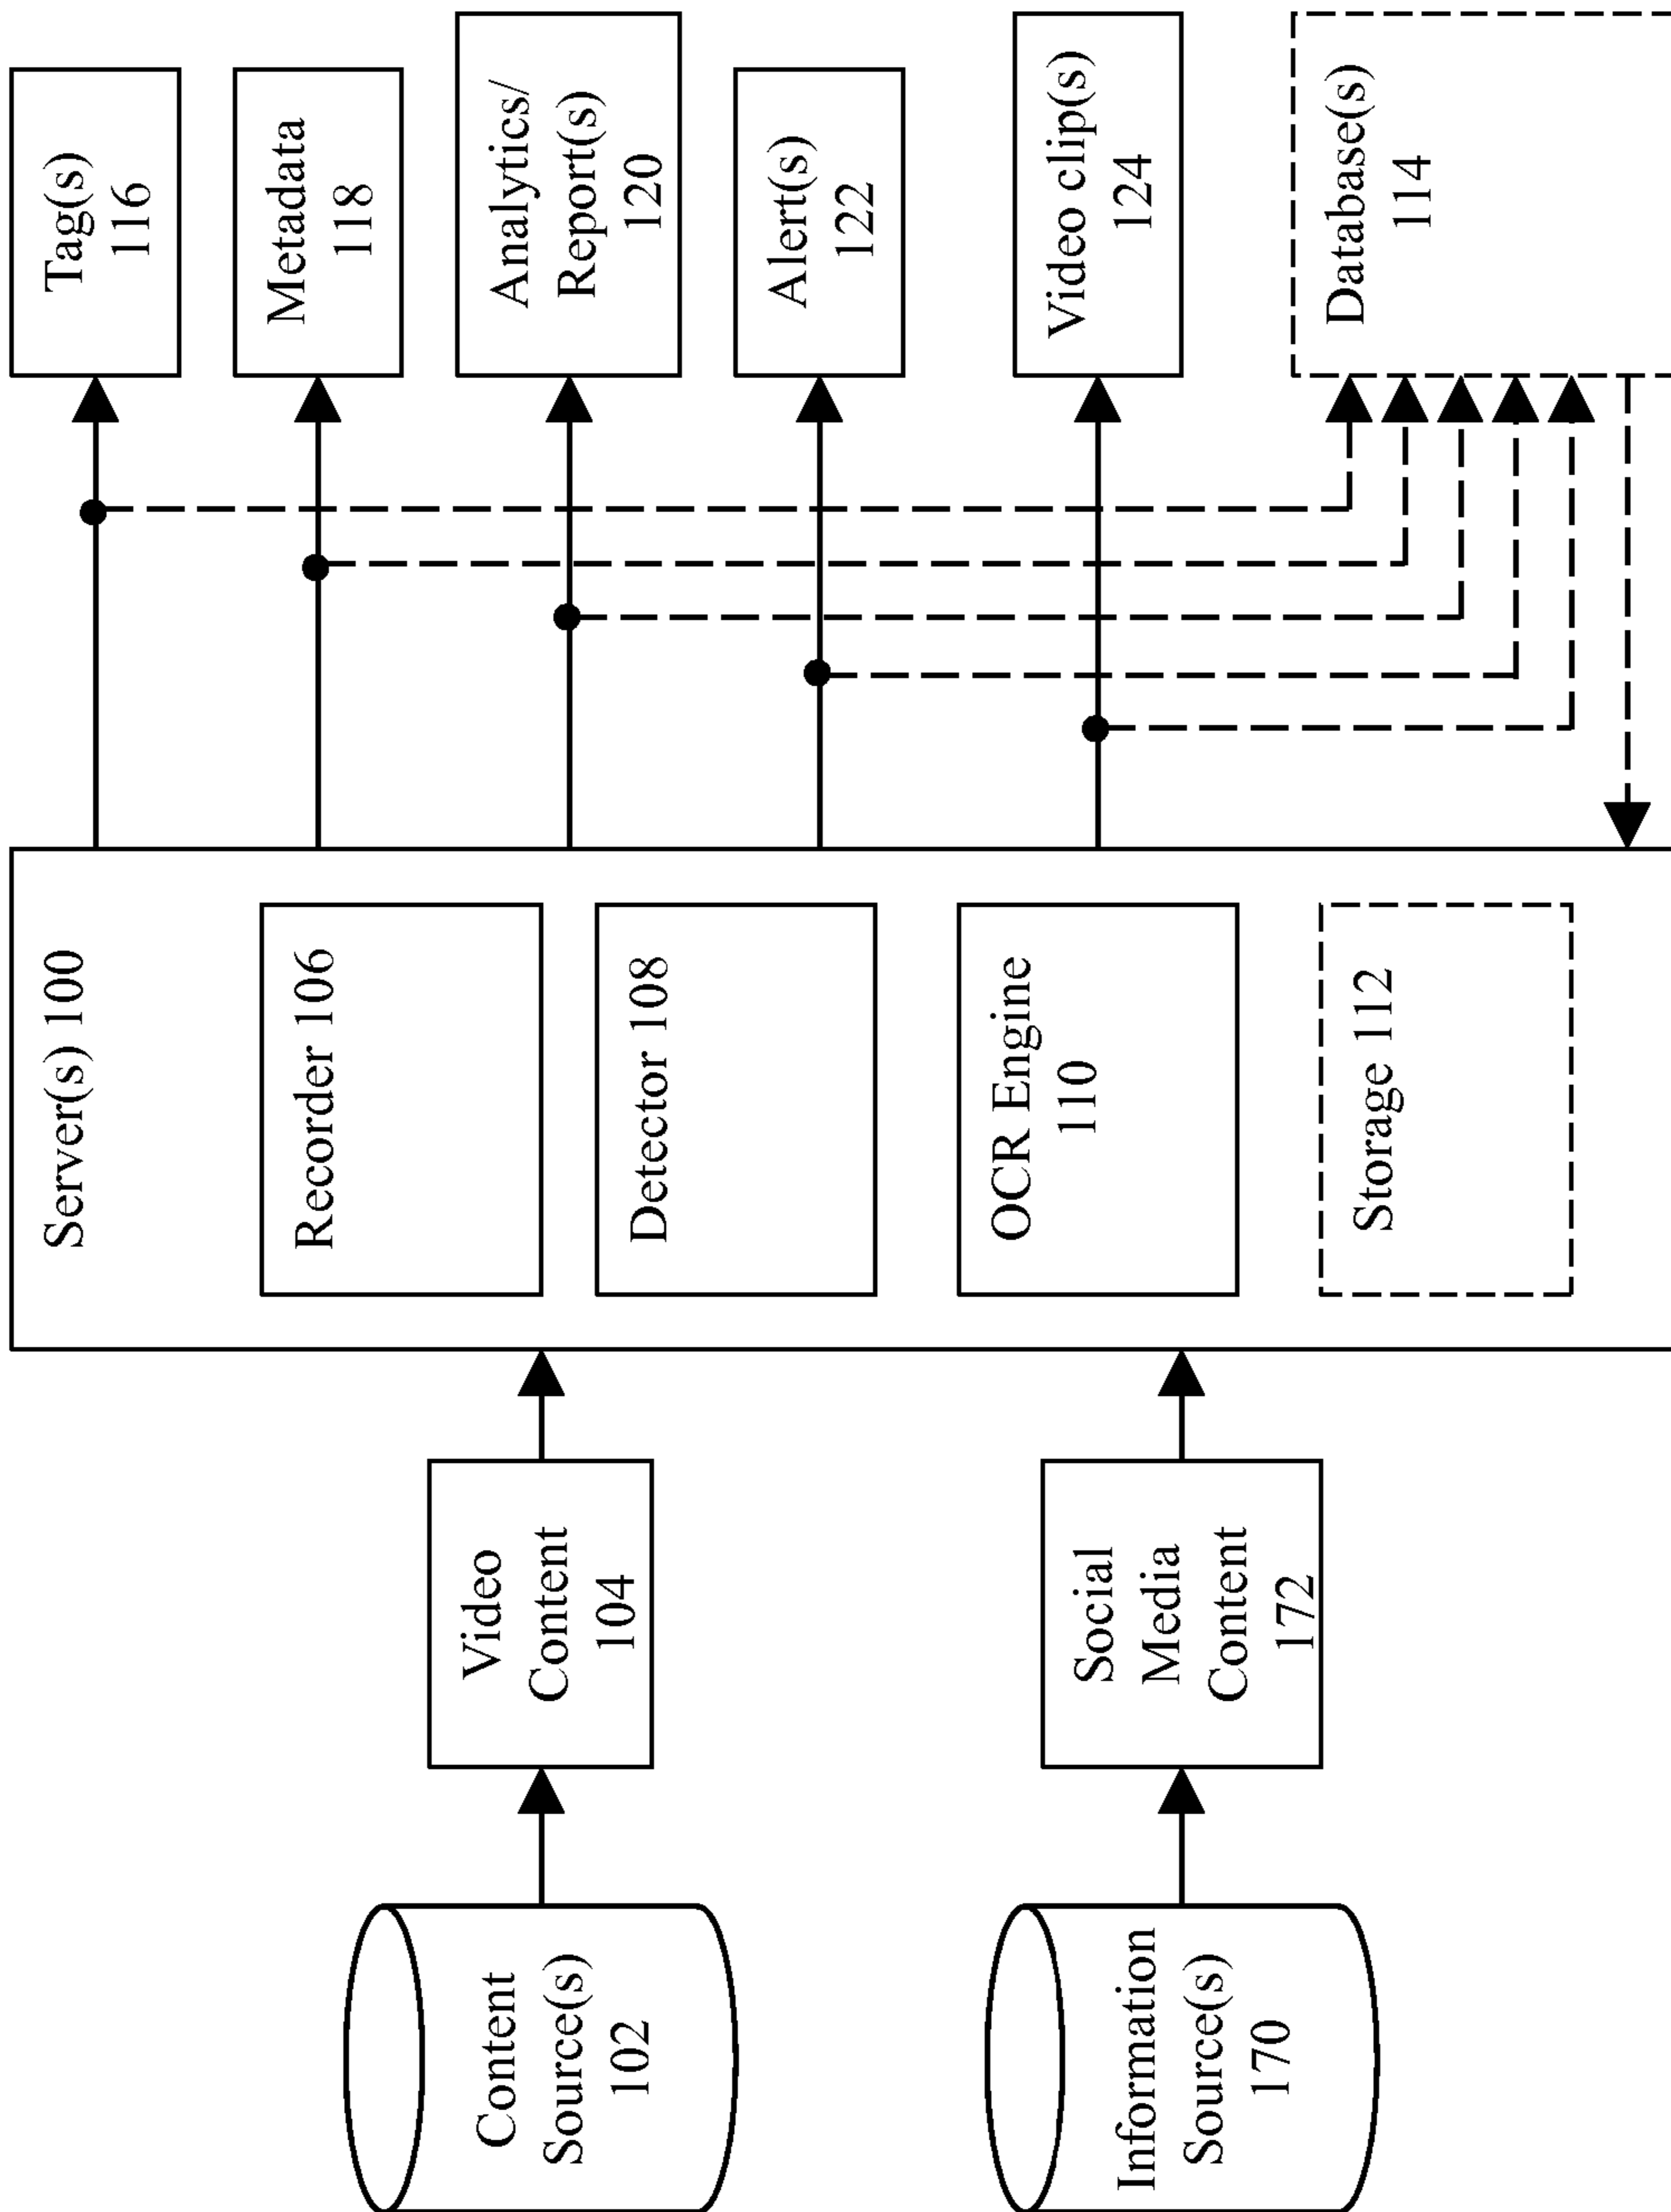 Content
Source(s)
102
Information
Source(s)
170
Video
Content
104
Social
Media
Content
172
Server(s) 100
Recorder 106
Detector 108
OCR Engine
110
Storage 112
Tag(s)
116
Metadata
118
Analytics/
Report(s)
120
Alert(s)
122
Video clip(s)
124
Database(s)
114